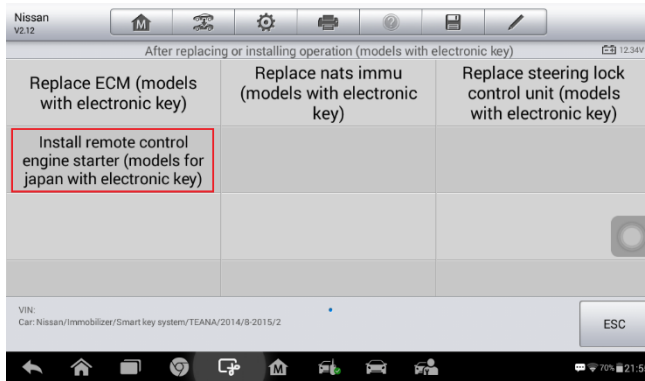 Nissan
V2.12
After replacing or installing operation (models with electronic key)
12.34V
Replace ECM (models
with electronic key)
Replace nats immu
(models with electronic
key)
Replace steering lock
control unit (models
with electronic key)
Install remote control
engine starter (models for
japan with electronic key)
VIN:
Car: Nissan/Immobilizer/Smart key system/TEANA/2014/8-2015/2
ESC
70%